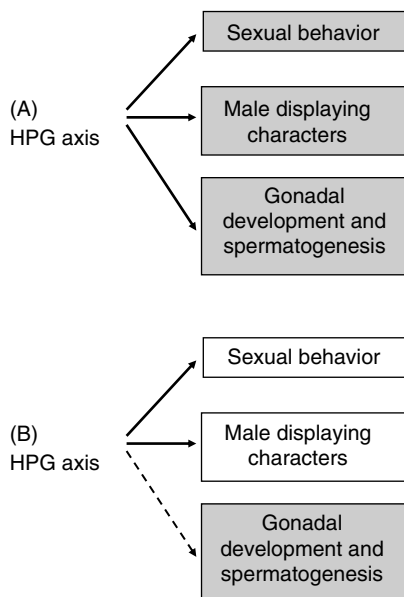 Sexual behavior
(A)
HPG axis
Male displaying
characters
Gonadal
development and
spermatogenesis
Sexual behavior
(B)
HPG axis
Male displaying
characters
Gonadal
development and
spermatogenesis